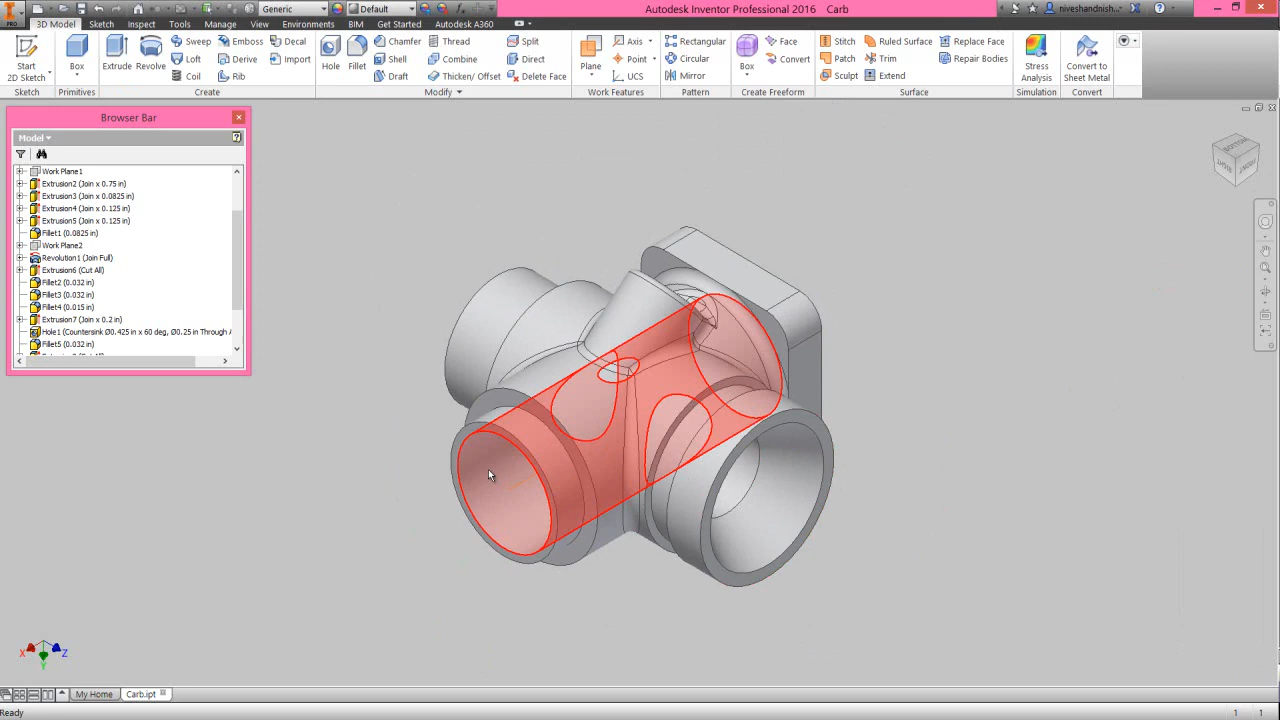 Autodesk Inventor Professional 2016 Carb
Generic
Default
niveshandnish...
PRO
3D Model Sketch Inspect Tools Manage View Environments BIM Get Started Autodesk A360
Start
2D Sketch
Sketch
Box
Primitives
Extrude Revolve
Sweep Emboss Decal
Loft Derive Import
Coil Rib
Create
Hole Fillet
Chamfer Thread Split
Shell Combine Direct
Draft Thicken/ Offset Delete Face
Modify
Plane
Axis
Point
UCS
Work Features
Rectangular
Circular
Mirror
Pattern
Box
Face
Convert
Create Freeform
Stitch Ruled Surface Replace Face
Patch Trim Repair Bodies
Sculpt Extend
Surface
Stress
Analysis
Simulation
Convert to
Sheet Metal
Convert
Browser Bar
Model
Work Plane1
Extrusion2 (Join x 0.75 in)
Extrusion3 (Join x 0.0825 in)
Extrusion4 (Join x 0.125 in)
Extrusion5 (Join x 0.125 in)
Fillet1 (0.0825 in)
Work Plane2
Revolution1 (Join Full)
Extrusion6 (Cut All)
Fillet2 (0.032 in)
Fillet3 (0.032 in)
Fillet4 (0.015 in)
Extrusion7 (Join x 0.2 in)
Hole1 (Countersink Ø0.425 in x 60 deg, Ø0.25 in Through A
Fillet5 (0.032 in)
BOTTOM
X Y Z
My Home Carb.ipt
Ready 1 1